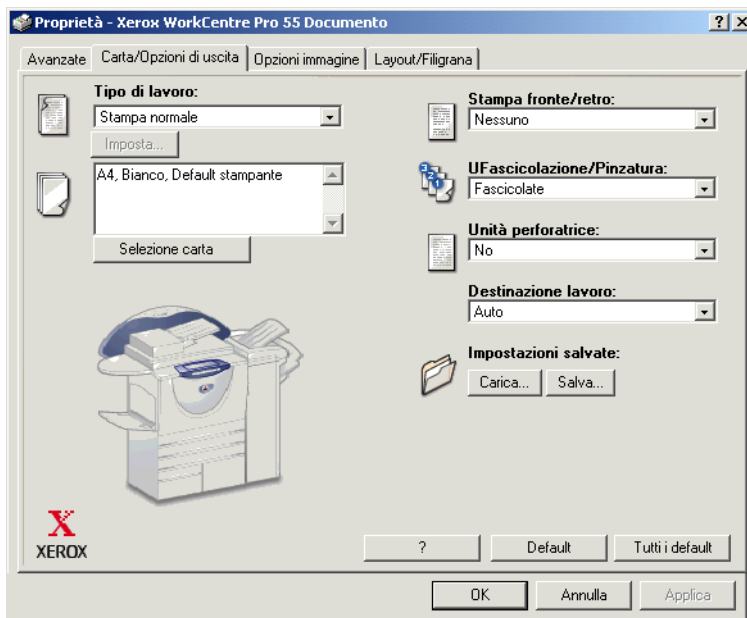 Proprietà - Xerox WorkCentre Pro 55 Documento
Avanzate
Carta/Opzioni di uscita
Opzioni immagine
Layout/Filigrana
Tipo di lavoro:
Stampa normale
Imposta...
A4, Bianco, Default stampante
Selezione carta
Stampa fronte/retro:
Nessuno
UFascicolazione/Pinzatura:
Fascicolate
Unità perforatrice:
No
Destinazione lavoro:
Auto
Impostazioni salvate:
Carica...
Salva...
X
XEROX
?
Default
Tutti i default
OK
Annulla
Applica